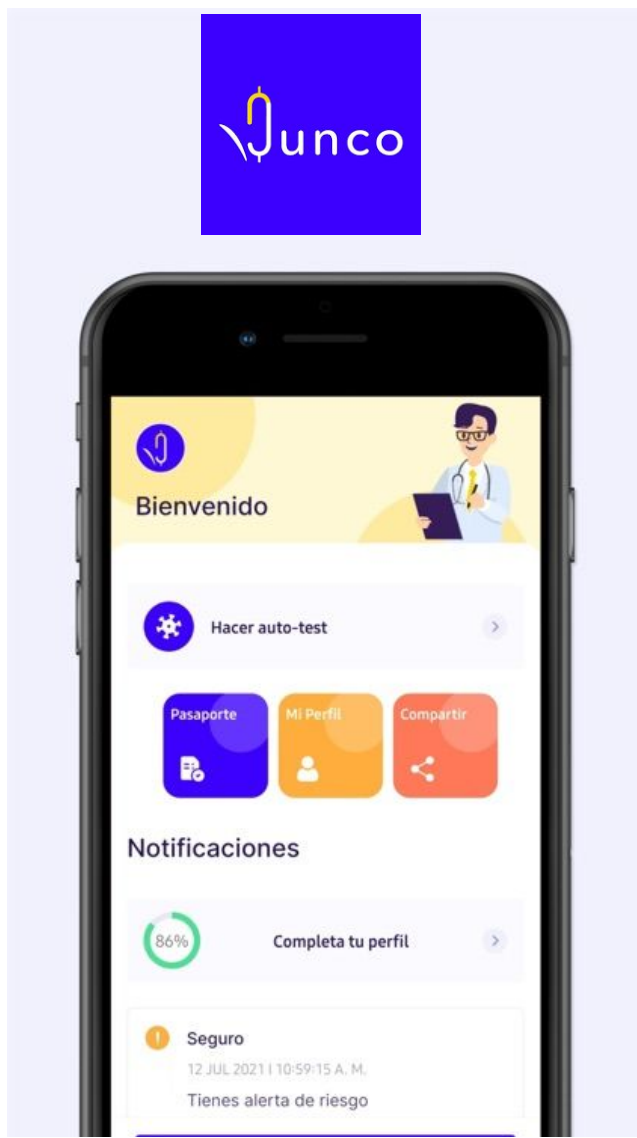 Junco
Bienvenido
Hacer auto-test
Pasaporte
Mi Perfil
Compartir
Notificaciones
86%
Completa tu perfil
Seguro
12 JUL 2021 | 10:59:15 A. M.
Tienes alerta de riesgo